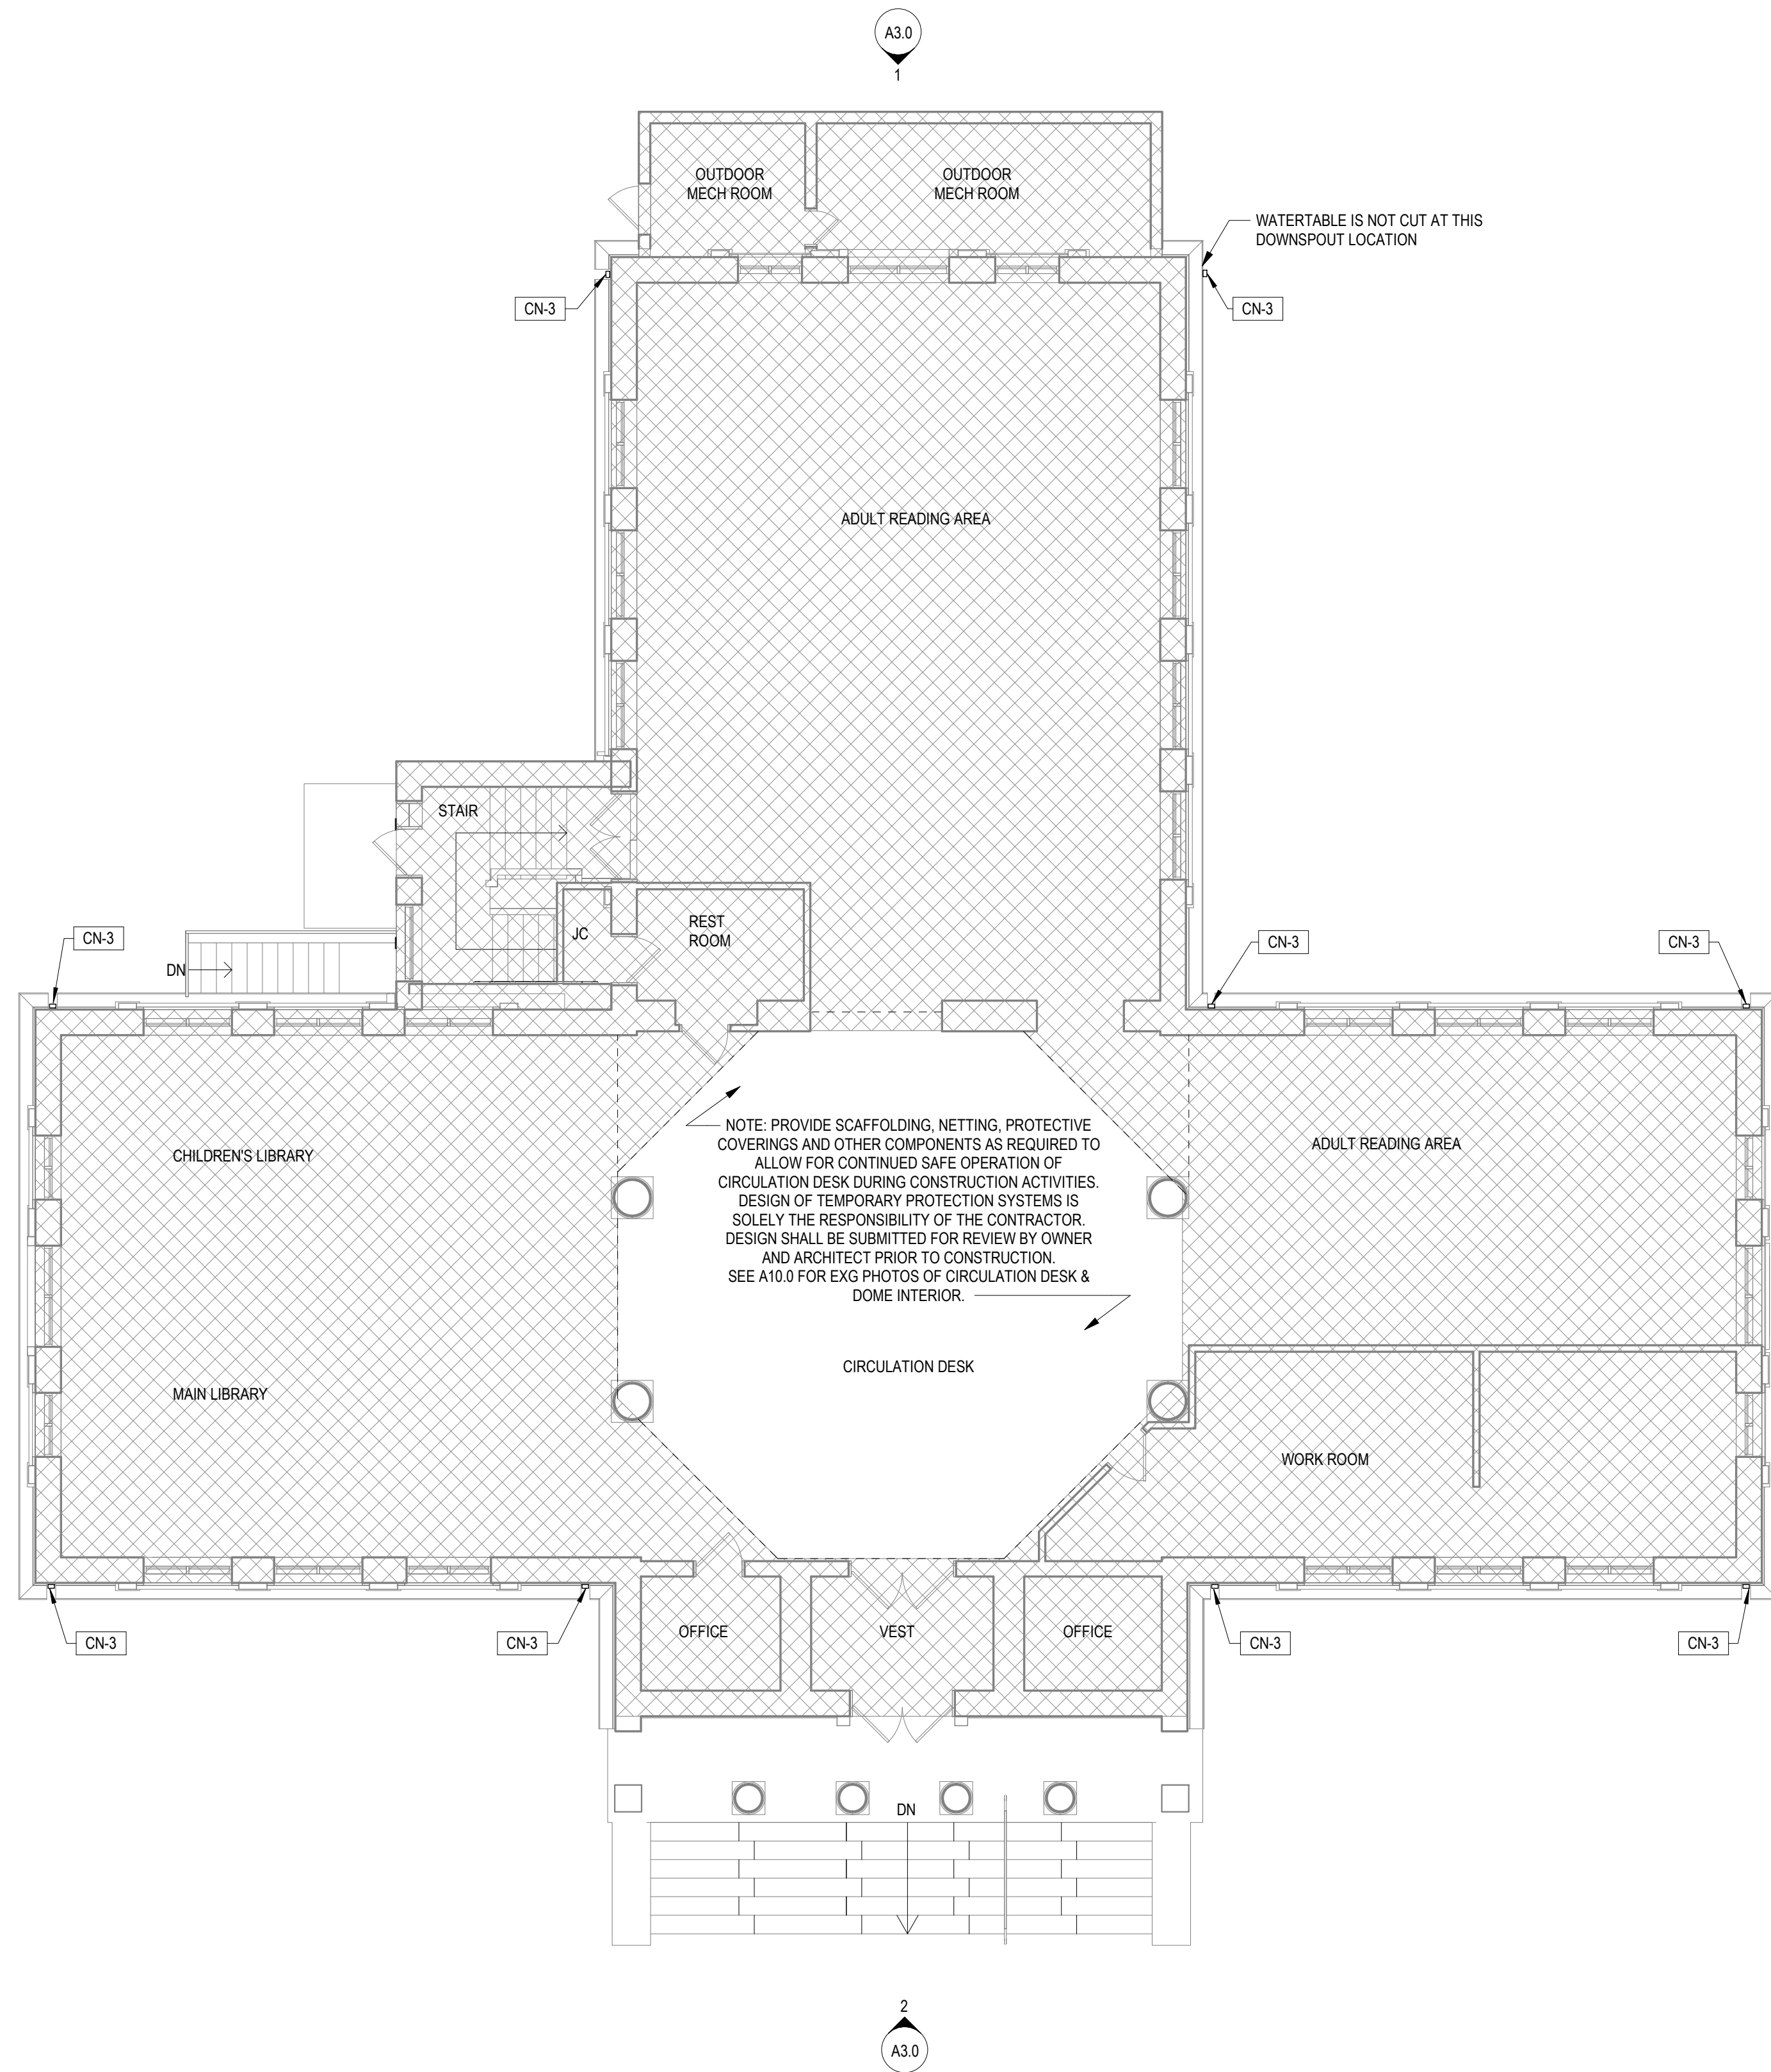 A3.0
1
OUTDOOR
MECH ROOM
OUTDOOR
MECH ROOM
WATERTABLE IS NOT CUT AT THIS
DOWNSPOUT LOCATION
CN-3
CN-3
ADULT READING AREA
STAIR
JC
REST
ROOM
CN-3
DN
CN-3
CN-3
NOTE: PROVIDE SCAFFOLDING, NETTING, PROTECTIVE
COVERINGS AND OTHER COMPONENTS AS REQUIRED TO
ALLOW FOR CONTINUED SAFE OPERATION OF
CIRCULATION DESK DURING CONSTRUCTION ACTIVITIES.
DESIGN OF TEMPORARY PROTECTION SYSTEMS IS
SOLELY THE RESPONSIBILITY OF THE CONTRACTOR.
DESIGN SHALL BE SUBMITTED FOR REVIEW BY OWNER
AND ARCHITECT PRIOR TO CONSTRUCTION.
SEE A10.0 FOR EXG PHOTOS OF CIRCULATION DESK &
DOME INTERIOR.
CHILDREN'S LIBRARY
ADULT READING AREA
CIRCULATION DESK
MAIN LIBRARY
WORK ROOM
OFFICE
VEST
OFFICE
CN-3
CN-3
CN-3
CN-3
DN
2
A3.0